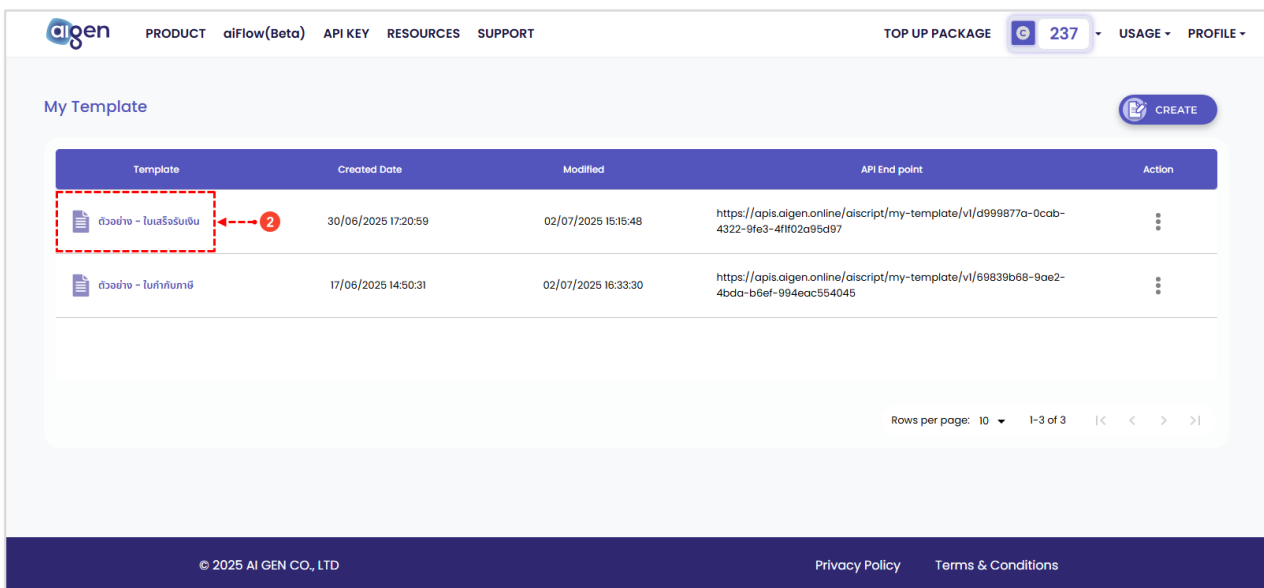 aigen PRODUCT aiFlow(Beta) API KEY RESOURCES SUPPORT TOP UP PACKAGE C 237 USAGE PROFILE
My Template CREATE
Template Created Date Modified API End point Action
ตัวอย่าง - ใบเสร็จรับเงิน 2 30/06/2025 17:20:59 02/07/2025 15:15:48 https://apis.aigen.online/aiscript/my-template/v1/d999877a-0cab-
4322-9fe3-4f1f02a95d97
ตัวอย่าง - ใบกำกับภาษี 17/06/2025 14:50:31 02/07/2025 16:33:30 https://apis.aigen.online/aiscript/my-template/v1/69839b68-9ae2-
4bda-b6ef-994eac554045
Rows per page: 10 1-3 of 3
© 2025 AI GEN CO., LTD Privacy Policy Terms & Conditions